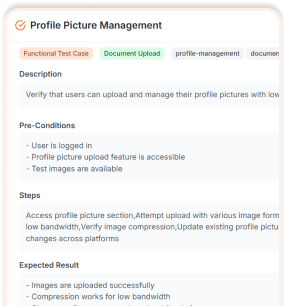 Profile Picture Management
Functional Test Case Document Upload profile-management documen
Description
Verify that users can upload and manage their profile pictures with low
Pre-Conditions
- User is logged in
- Profile picture upload feature is accessible
- Test images are available
Steps
Access profile picture section,Attempt upload with various image form
low bandwidth,Verify image compression,Update existing profile pictu
changes across platforms
Expected Result
- Images are uploaded successfully
- Compression works for low bandwidth